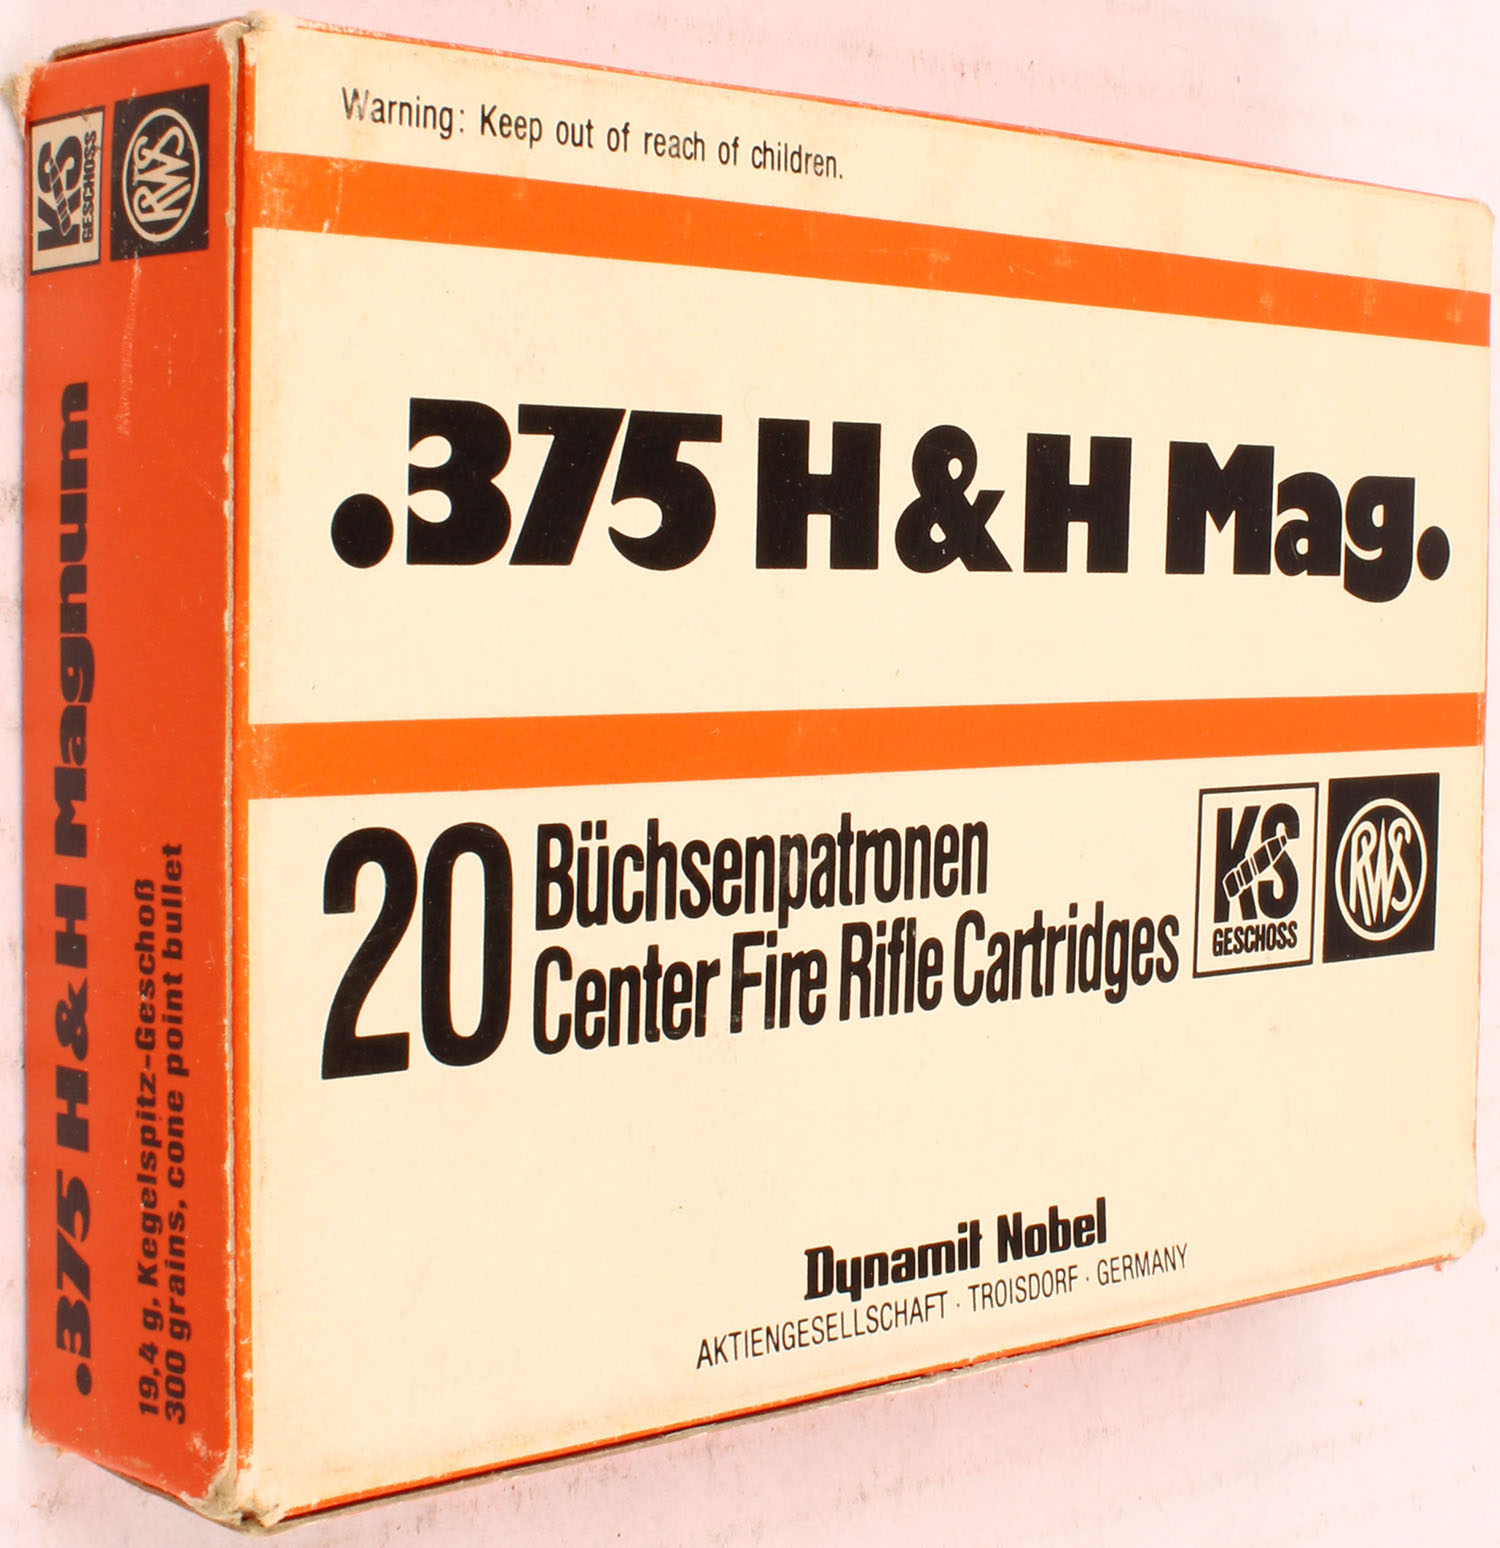 Warning: Keep out of reach of children.
.375 H&H Mag.
20 Büchsenpatronen
Center Fire Rifle Cartridges
KS
GESCHOSS
RWS
Dynamit Nobel
AKTIENGESELLSCHAFT · TROISDORF · GERMANY
.375 H&H Magnum
19,4 g, Kegelspitz-Geschoß
300 grains, cone point bullet
KS
GESCHOSS
RWS